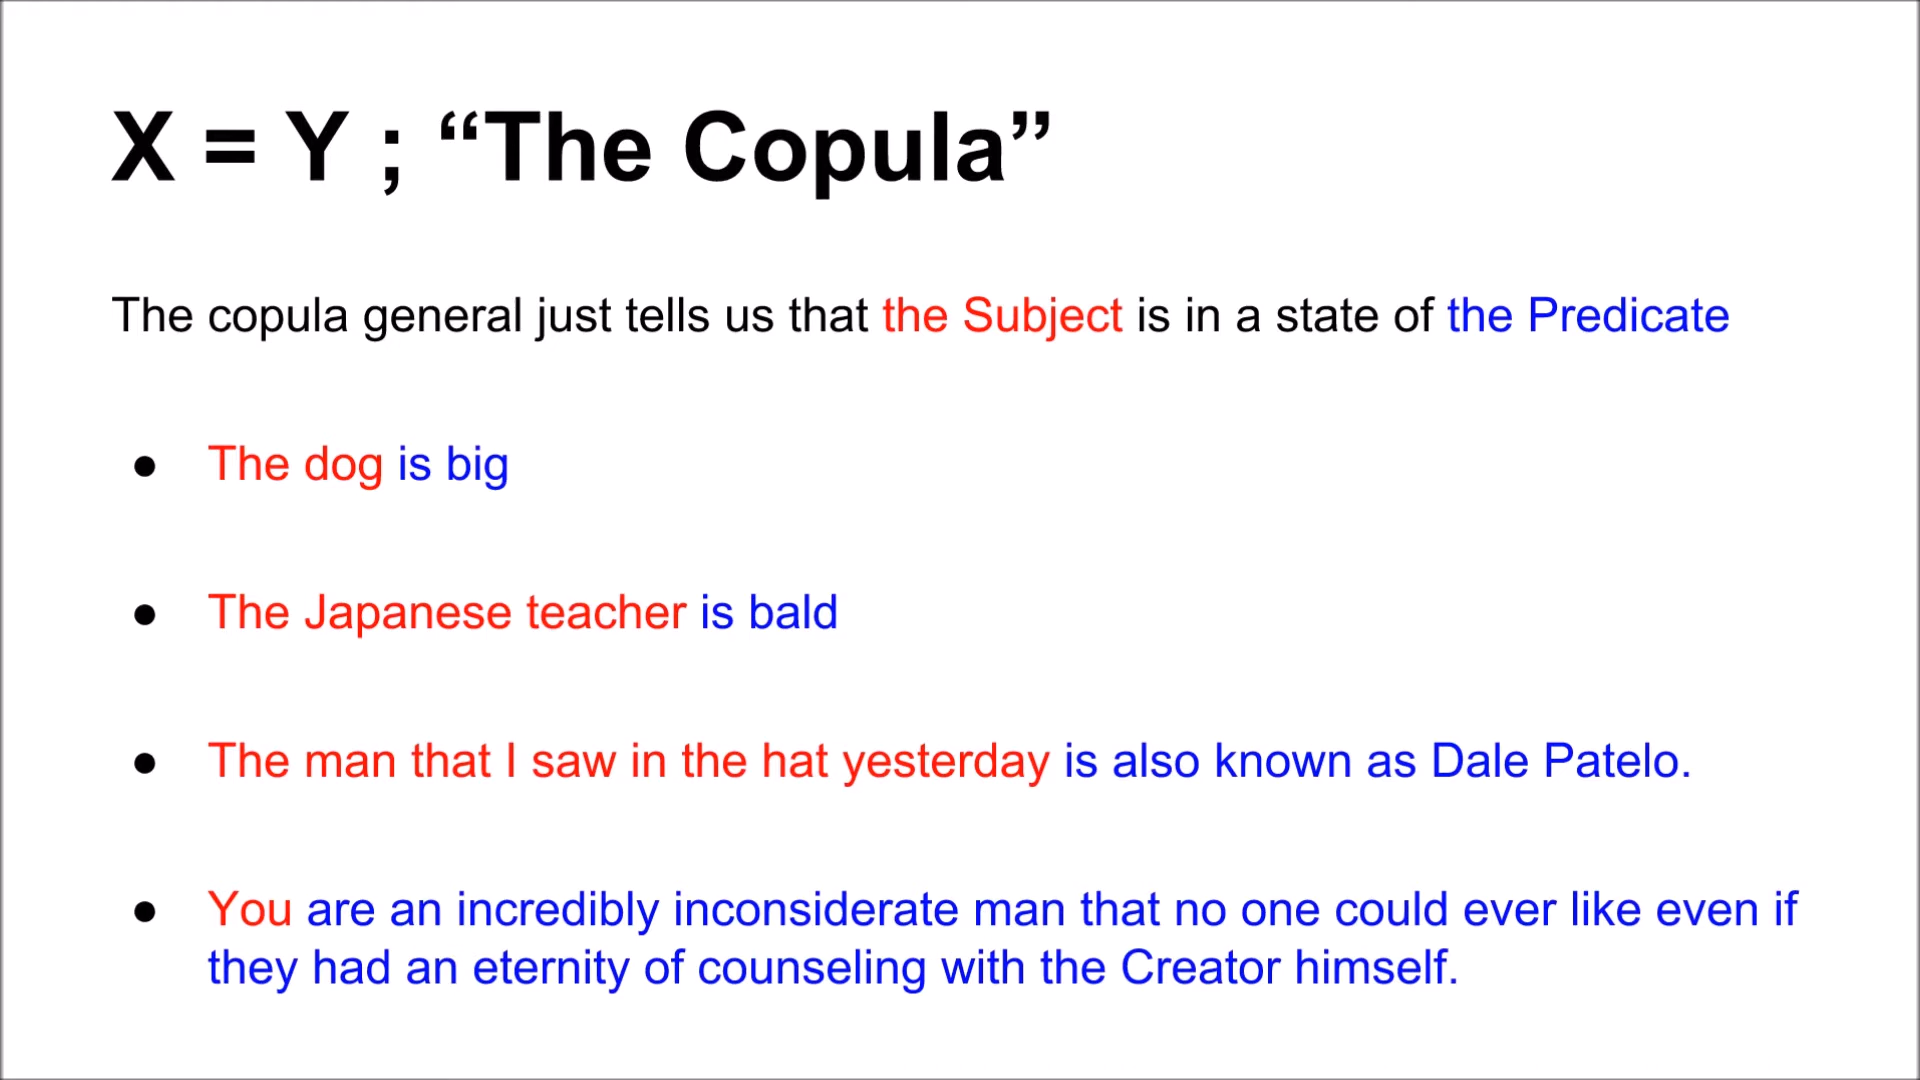 X = Y ; “The Copula”
The copula general just tells us that the Subject is in a state of the Predicate
● The dog is big
● The Japanese teacher is bald
● The man that I saw in the hat yesterday is also known as Dale Patelo.
● You are an incredibly inconsiderate man that no one could ever like even if
they had an eternity of counseling with the Creator himself.